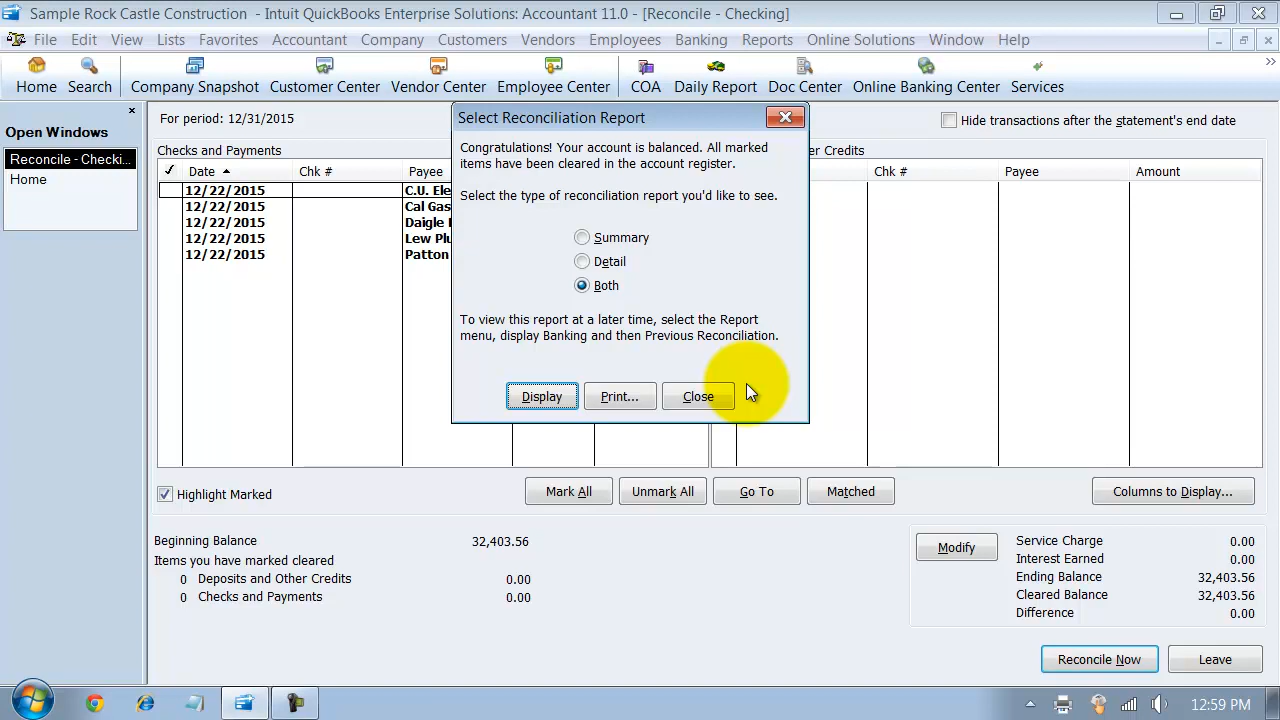 Sample Rock Castle Construction - Intuit QuickBooks Enterprise Solutions: Accountant 11.0 - [Reconcile - Checking]
File Edit View Lists Favorites Accountant Company Customers Vendors Employees Banking Reports Online Solutions Window Help
Home Search Company Snapshot Customer Center Vendor Center Employee Center COA Daily Report Doc Center Online Banking Center Services
Open Windows
Reconcile - Checki...
Home
For period: 12/31/2015
Hide transactions after the statement's end date
Checks and Payments
er Credits
Date Chk # Payee
Chk # Payee Amount
12/22/2015 C.U. Ele
12/22/2015 Cal Gas
12/22/2015 Daigle
12/22/2015 Lew Plu
12/22/2015 Patton
Select Reconciliation Report
Congratulations! Your account is balanced. All marked
items have been cleared in the account register.
Select the type of reconciliation report you'd like to see.
Summary
Detail
Both
To view this report at a later time, select the Report
menu, display Banking and then Previous Reconciliation.
Display Print... Close
Highlight Marked
Mark All Unmark All Go To Matched Columns to Display...
Beginning Balance 32,403.56
Items you have marked cleared
0 Deposits and Other Credits 0.00
0 Checks and Payments 0.00
Modify
Service Charge 0.00
Interest Earned 0.00
Ending Balance 32,403.56
Cleared Balance 32,403.56
Difference 0.00
Reconcile Now Leave
12:59 PM